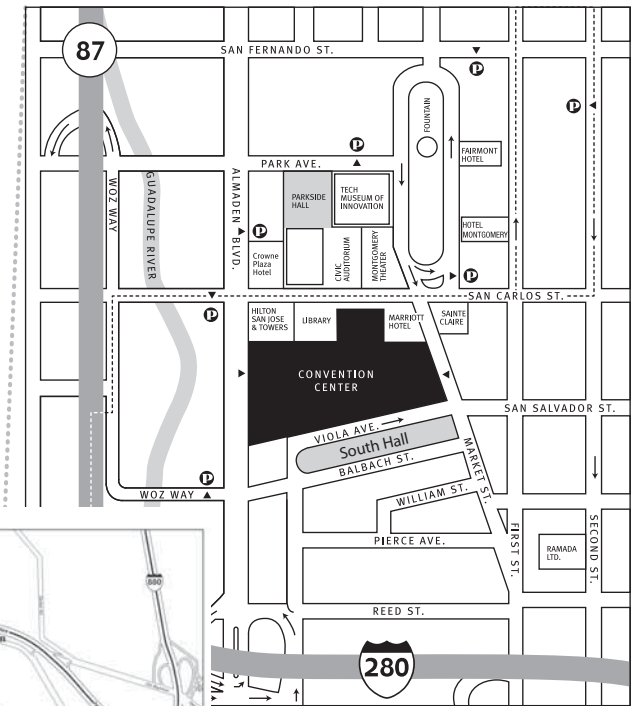 SAN FERNANDO ST.
87
P
P
FOUNTAIN
P
FAIRMONT
HOTEL
PARK AVE.
WOZ WAY
GUADALUPE RIVER
ALMADEN BLVD.
PARKSIDE
HALL
TECH
MUSEUM OF
INNOVATION
P
HOTEL
MONTGOMERY
Crowne
Plaza
Hotel
CIVIC
AUDITORIUM
MONTGOMERY
THEATER
P
SAN CARLOS ST.
P
HILTON
SAN JOSE
& TOWERS
LIBRARY
MARRIOTT
HOTEL
SAINTE
CLAIRE
CONVENTION
CENTER
SAN SALVADOR ST.
VIOLA AVE.
South Hall
BALBACH ST.
MARKET ST.
P
WOZ WAY
WILLIAM ST.
PIERCE AVE.
FIRST ST.
RAMADA
LTD.
SECOND ST.
REED ST.
880
280